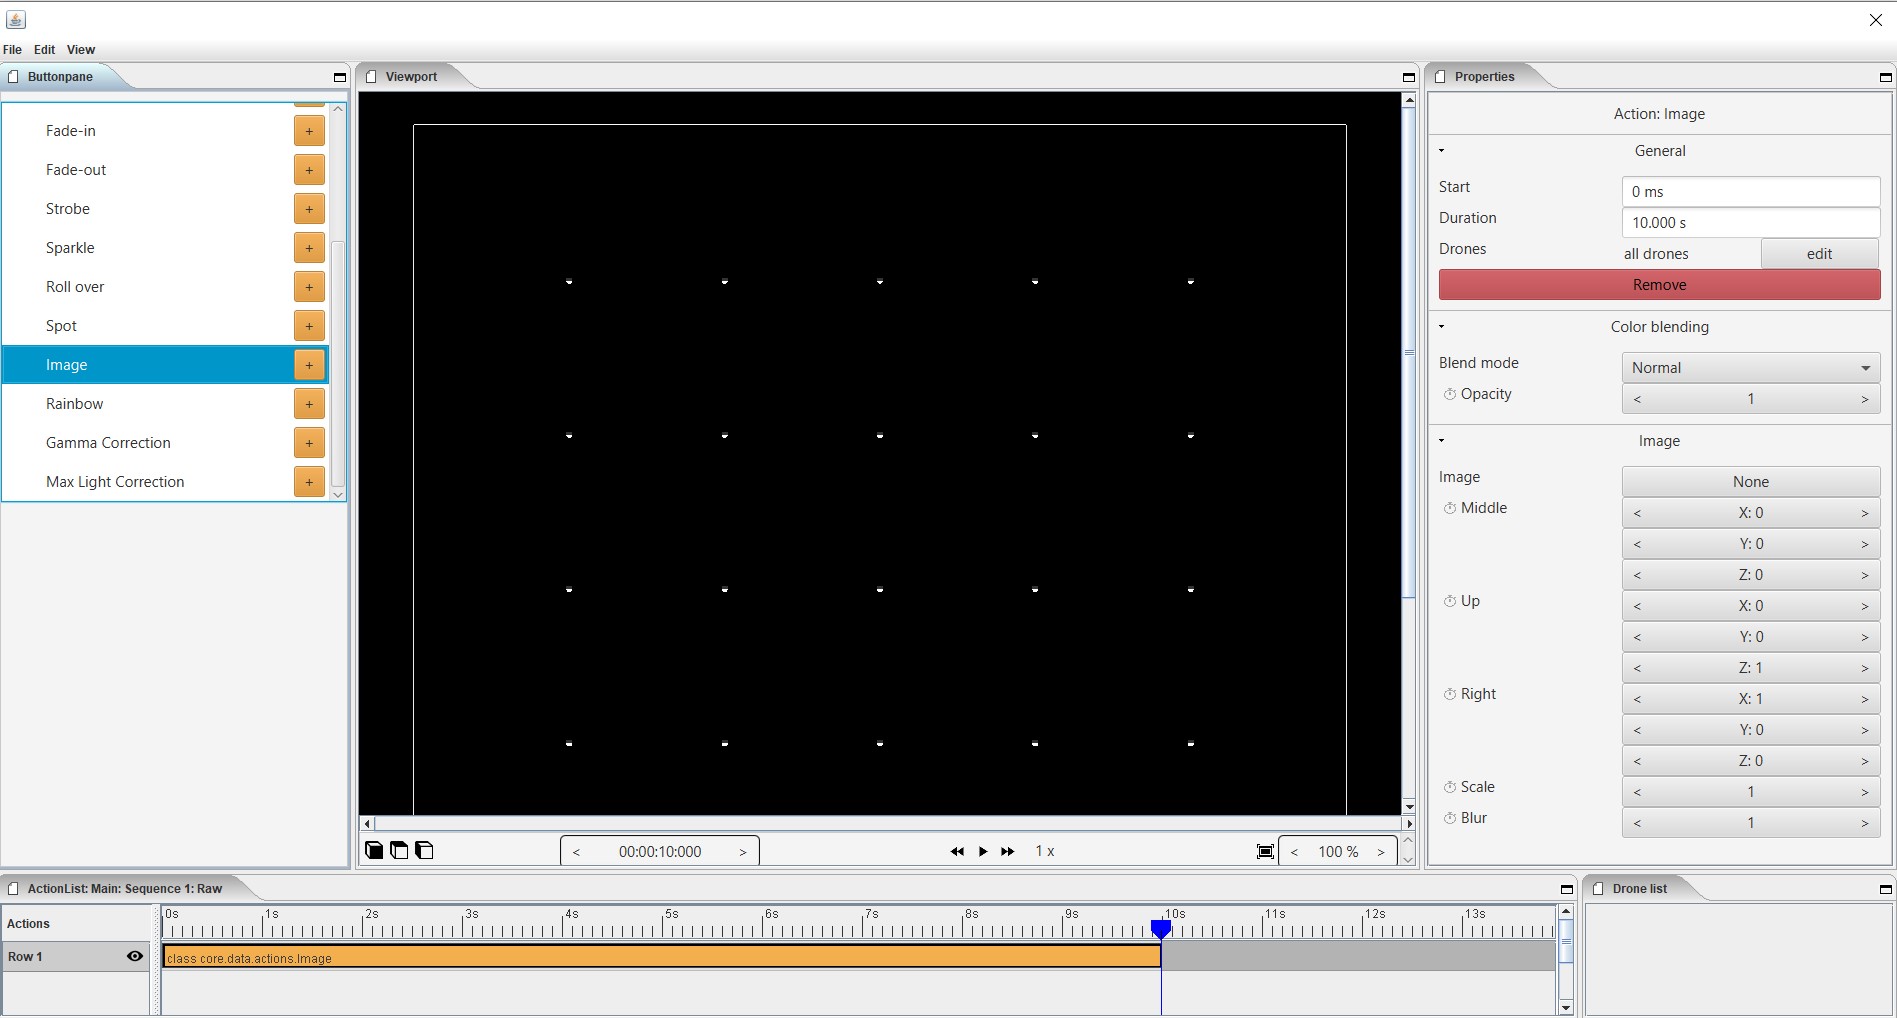 File Edit View
Buttonpane
Fade-in +
Fade-out +
Strobe +
Sparkle +
Roll over +
Spot +
Image +
Rainbow +
Gamma Correction +
Max Light Correction +
Viewport
< 00:00:10:000 >
1 x
< 100 % >
Properties
Action: Image
General
Start 0 ms
Duration 10.000 s
Drones all drones edit
Remove
Color blending
Blend mode Normal
Opacity < 1 >
Image
Image None
Middle < X: 0 >
< Y: 0 >
< Z: 0 >
Up < X: 0 >
< Y: 0 >
< Z: 1 >
Right < X: 1 >
< Y: 0 >
< Z: 0 >
Scale < 1 >
Blur < 1 >
ActionList: Main: Sequence 1: Raw
Actions 0s 1s 2s 3s 4s 5s 6s 7s 8s 9s 10s 11s 12s 13s
Row 1 class core.data.actions.Image
Drone list